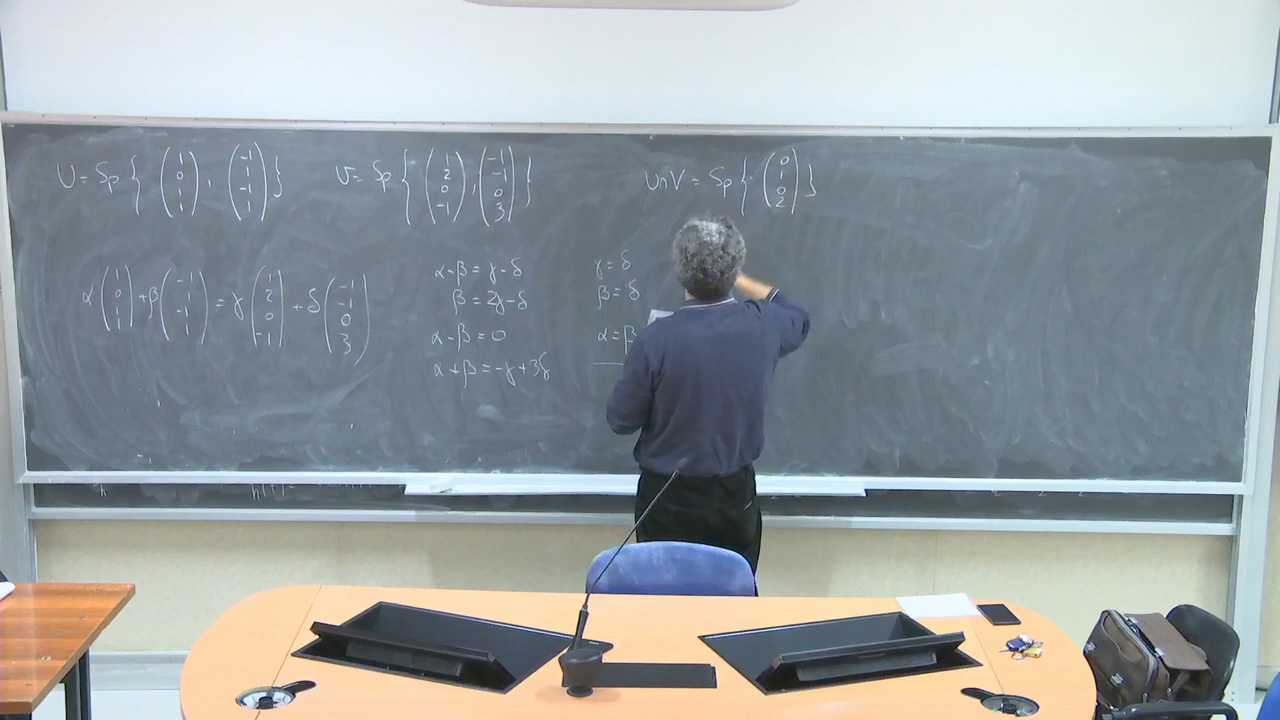 U = Sp { (1 0 1 1), (-1 1 -1 1) }
V = Sp { (1 2 0 -1), (-1 -1 0 3) }
U∩V = Sp { (0 1 0 2) }
α (1 0 1 1) + β (-1 1 -1 1) = γ (1 2 0 -1) + δ (-1 -1 0 3)
α-β = γ-δ
β = 2γ-δ
α-β = 0
α+β = -γ+3δ
γ = δ
β = δ
α = β